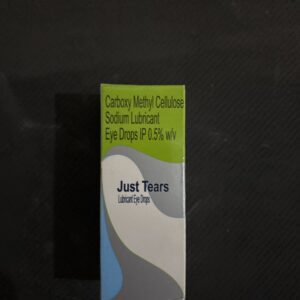 Carboxy Methyl Cellulose
Sodium Lubricant
Eye Drops IP 0.5% w/v
Just Tears
Lubricant Eye Drops